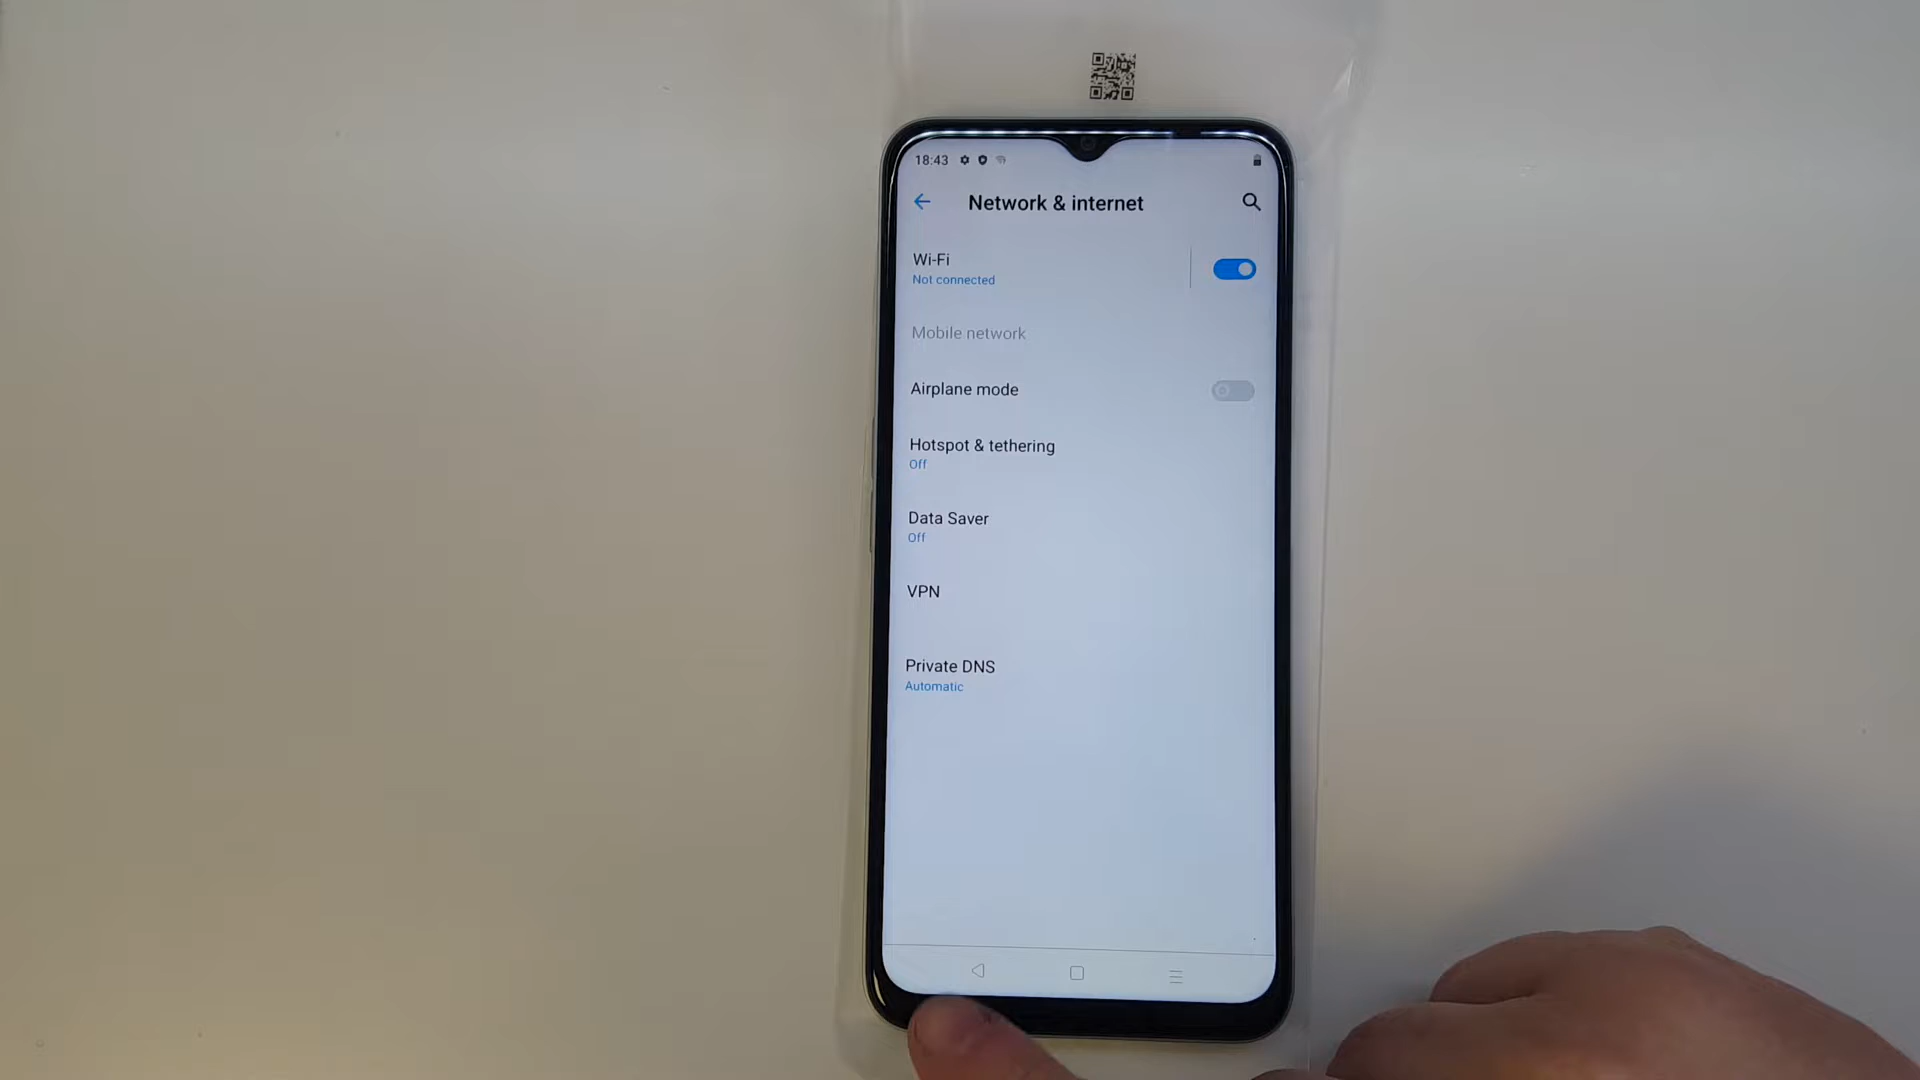 18:43
Network & internet
Wi-Fi
Not connected
Mobile network
Airplane mode
Hotspot & tethering
Off
Data Saver
Off
VPN
Private DNS
Automatic